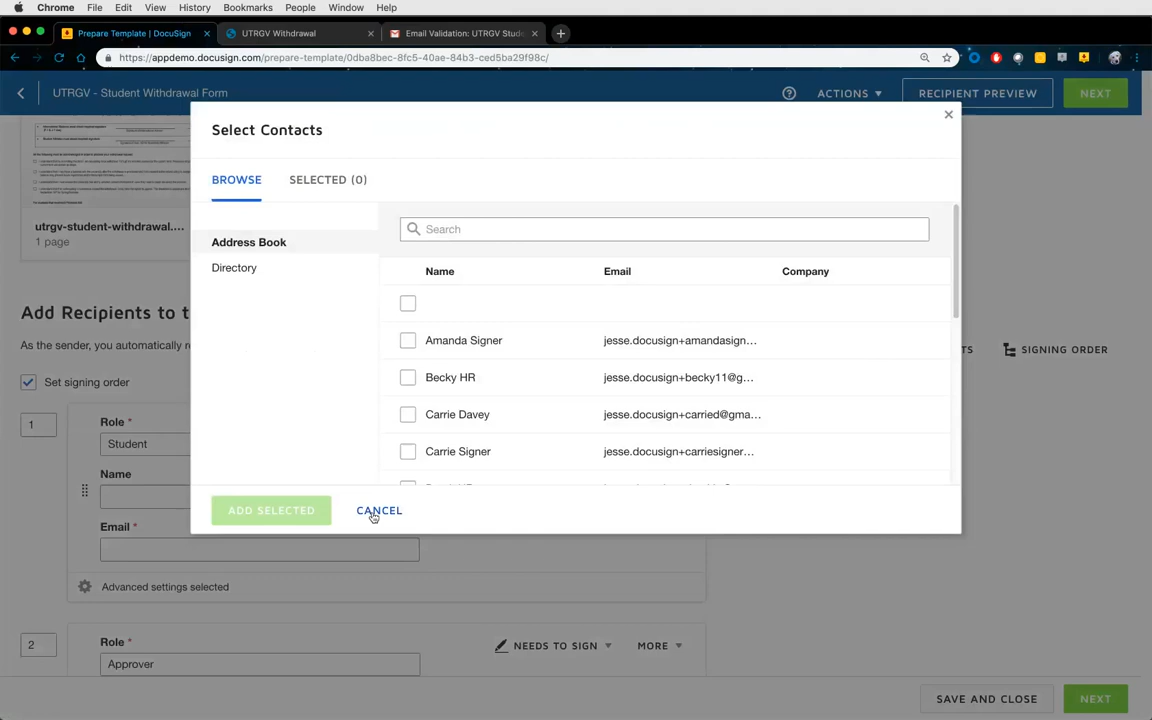 Chrome File Edit View History Bookmarks People Window Help
Prepare Template | DocuSign × UTRGV Withdrawal × Email Validation: UTRGV Stude ×
https://appdemo.docusign.com/prepare-template/0dba8bec-8fc5-40ae-84b3-ced5ba29f98c/
UTRGV - Student Withdrawal Form ACTIONS RECIPIENT PREVIEW NEXT
Select Contacts
BROWSE SELECTED (0)
utrgv-student-withdrawal....
1 page
Address Book
Directory
Search
Name Email Company
Amanda Signer jesse.docusign+amandasign...
Becky HR jesse.docusign+becky11@g...
Carrie Davey jesse.docusign+carried@gma...
Carrie Signer jesse.docusign+carriesigner...
Add Recipients to t
As the sender, you automatically re
TS SIGNING ORDER
Set signing order
1 Role *
Student
Name
Email *
ADD SELECTED CANCEL
Advanced settings selected
2 Role * NEEDS TO SIGN MORE
Approver
SAVE AND CLOSE NEXT